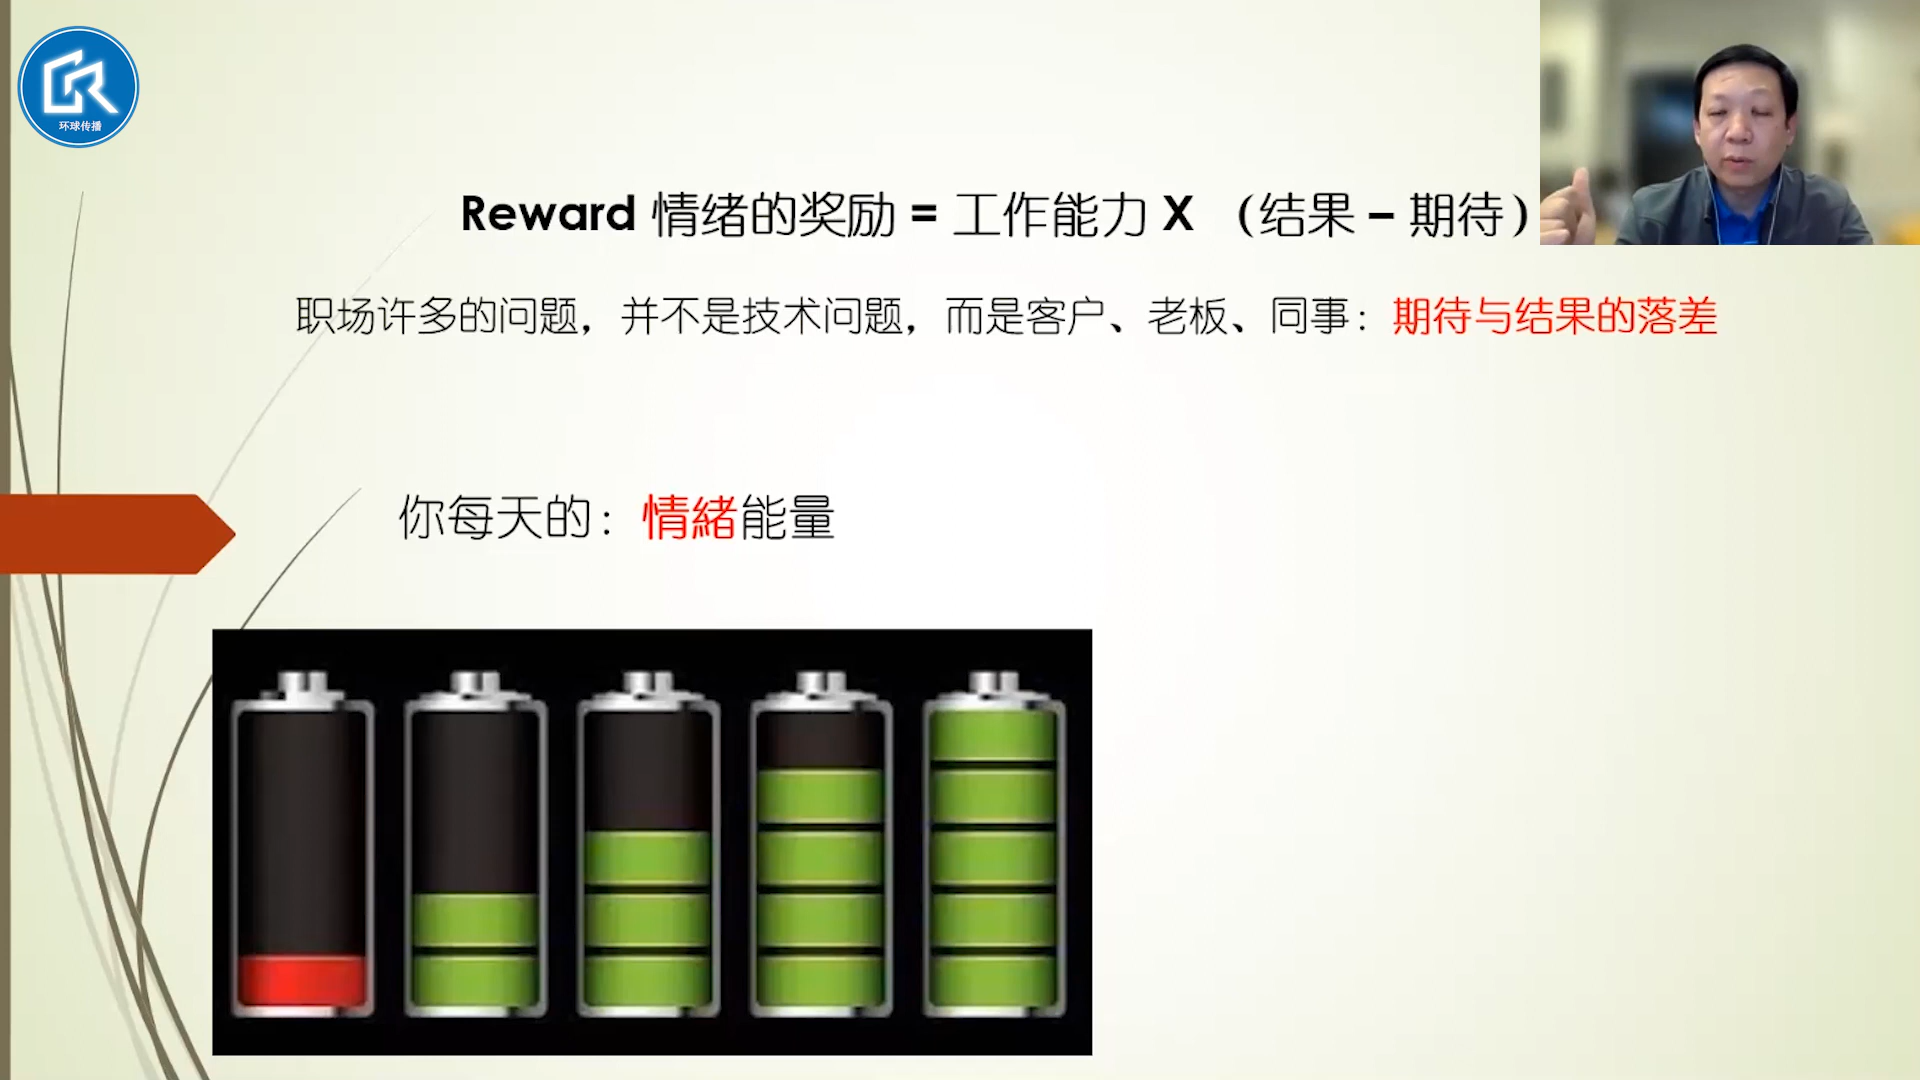 环球传播
Reward 情绪的奖励 = 工作能力 X （结果 – 期待）
职场许多的问题，并不是技术问题，而是客户、老板、同事：期待与结果的落差
你每天的：情緒能量